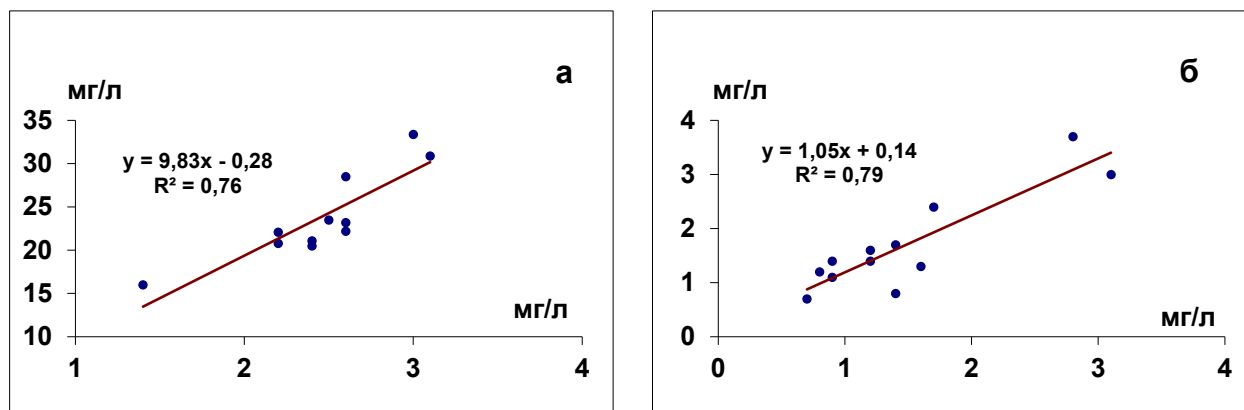 а
мг/л
35
30
25
20
15
10
y = 9,83x - 0,28
R² = 0,76
мг/л
1 2 3 4
б
мг/л
4
3
2
1
0
y = 1,05x + 0,14
R² = 0,79
мг/л
0 1 2 3 4